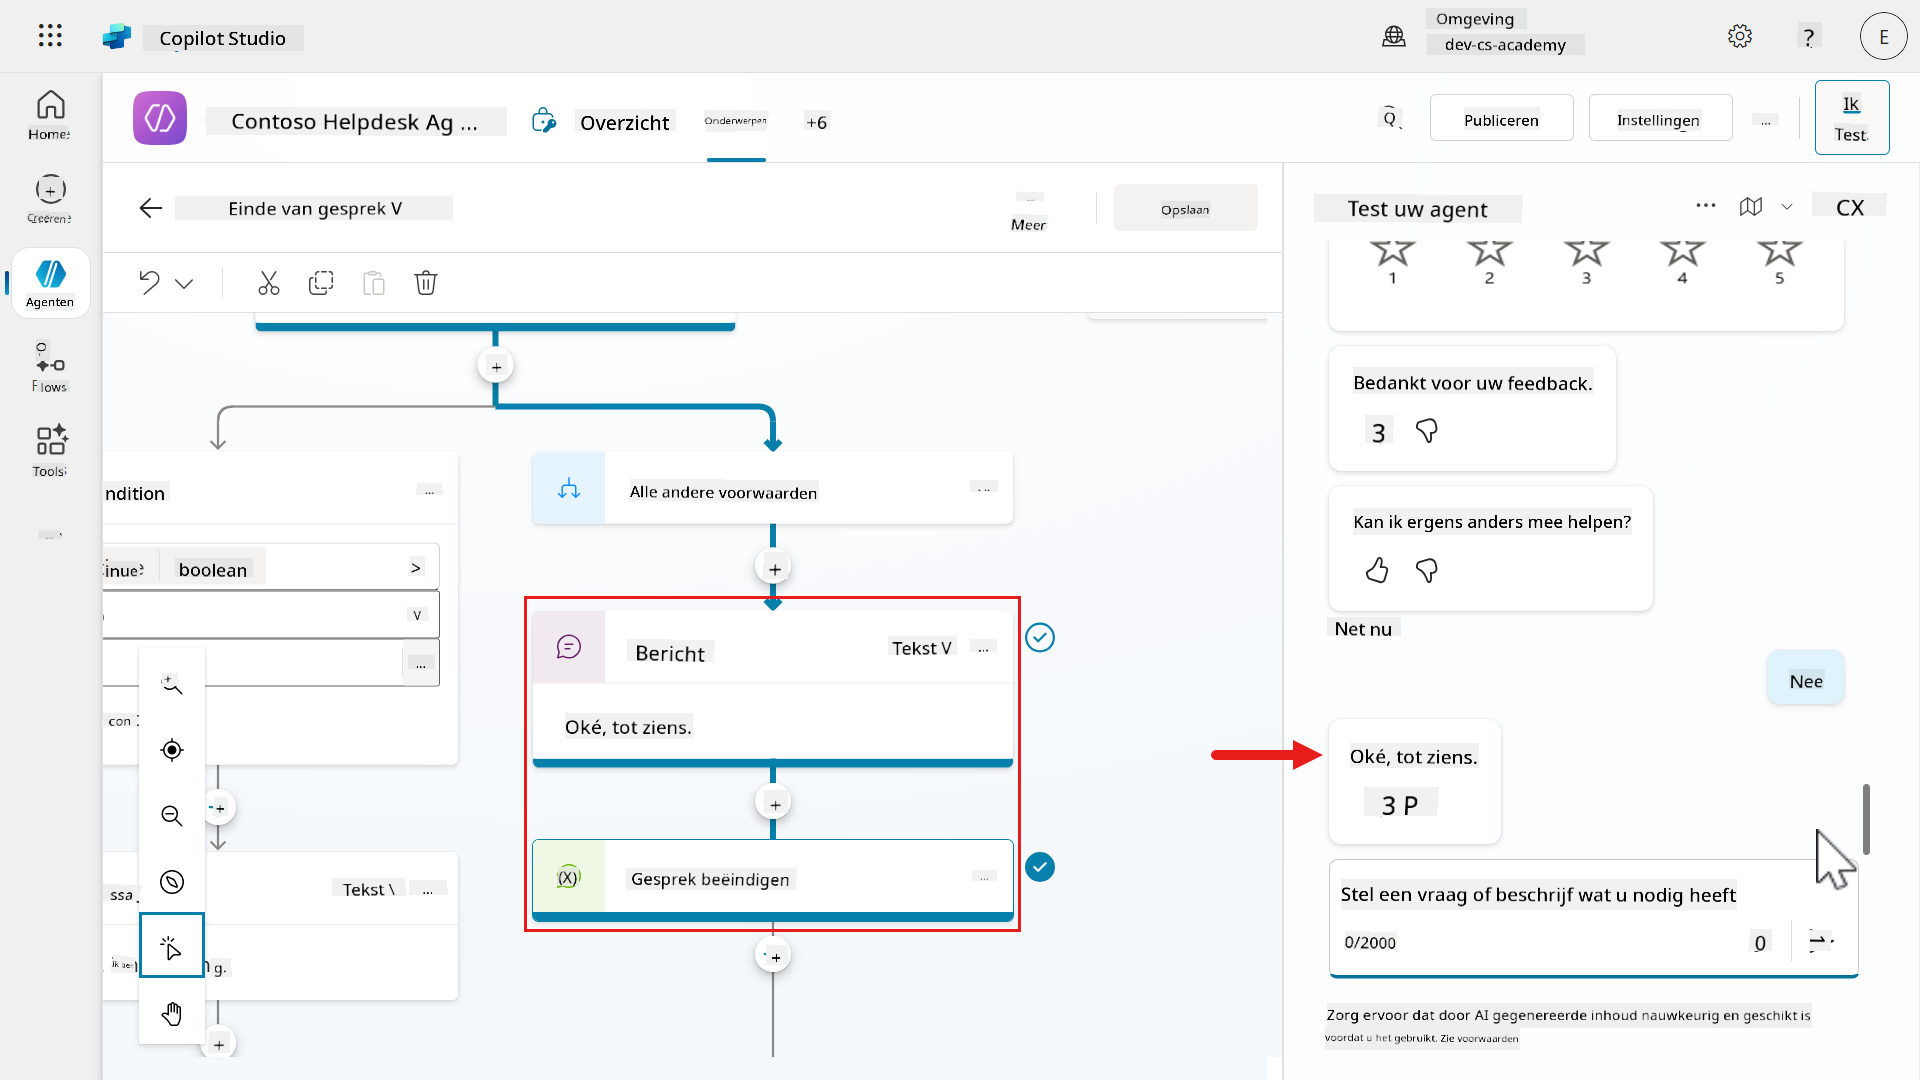 Copilot Studio
Omgeving
dev-cs-academy
?
E
Home
Contoso Helpdesk Ag ...
Overzicht
Onderwerpen
+6
Q
Publiceren
Instellingen
...
Ik
Test
Creëren
Agenten
Flows
Tools
Einde van gesprek V
Meer
Opslaan
Test uw agent
CX
1
2
3
4
5
Bedankt voor uw feedback.
3
Kan ik ergens anders mee helpen?
Net nu
Nee
Oké, tot ziens.
3 P
Stel een vraag of beschrijf wat u nodig heeft
0/2000
0
Zorg ervoor dat door AI gegenereerde inhoud nauwkeurig en geschikt is
voordat u het gebruikt. Zie voorwaarden
ndition
...
inue
boolean
>
V
...
con
Alle andere voorwaarden
...
Bericht
Tekst V
...
Oké, tot ziens.
(X)
Gesprek beëindigen
...
ssa
Tekst \
...
g.